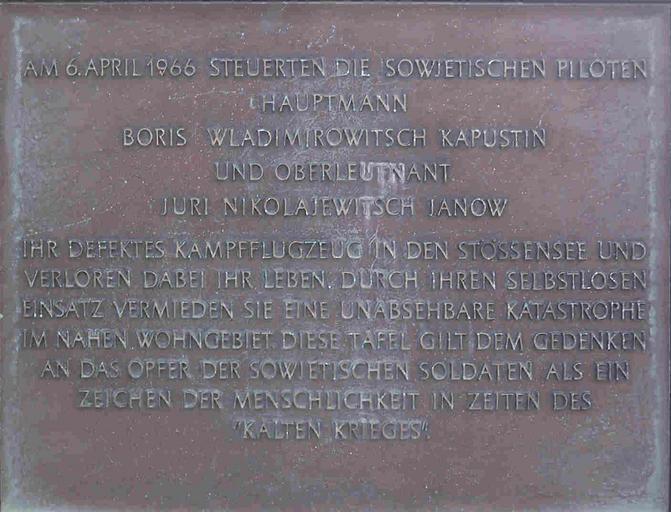 AM 6. APRIL 1966 STEUERTEN DIE SOWJETISCHEN PILOTEN
HAUPTMANN
BORIS WLADIMIROWITSCH KAPUSTIN
UND OBERLEUTNANT
JURI NIKOLAJEWITSCH JANOW
IHR DEFEKTES KAMPFFLUGZEUG IN DEN STÖSSENSEE UND
VERLOREN DABEI IHR LEBEN. DURCH IHREN SELBSTLOSEN
EINSATZ VERMIEDEN SIE EINE UNABSEHBARE KATASTROPHE
IM NAHEN WOHNGEBIET. DIESE TAFEL GILT DEM GEDENKEN
AN DAS OPFER DER SOWJETISCHEN SOLDATEN ALS EIN
ZEICHEN DER MENSCHLICHKEIT IN ZEITEN DES
"KALTEN KRIEGES".